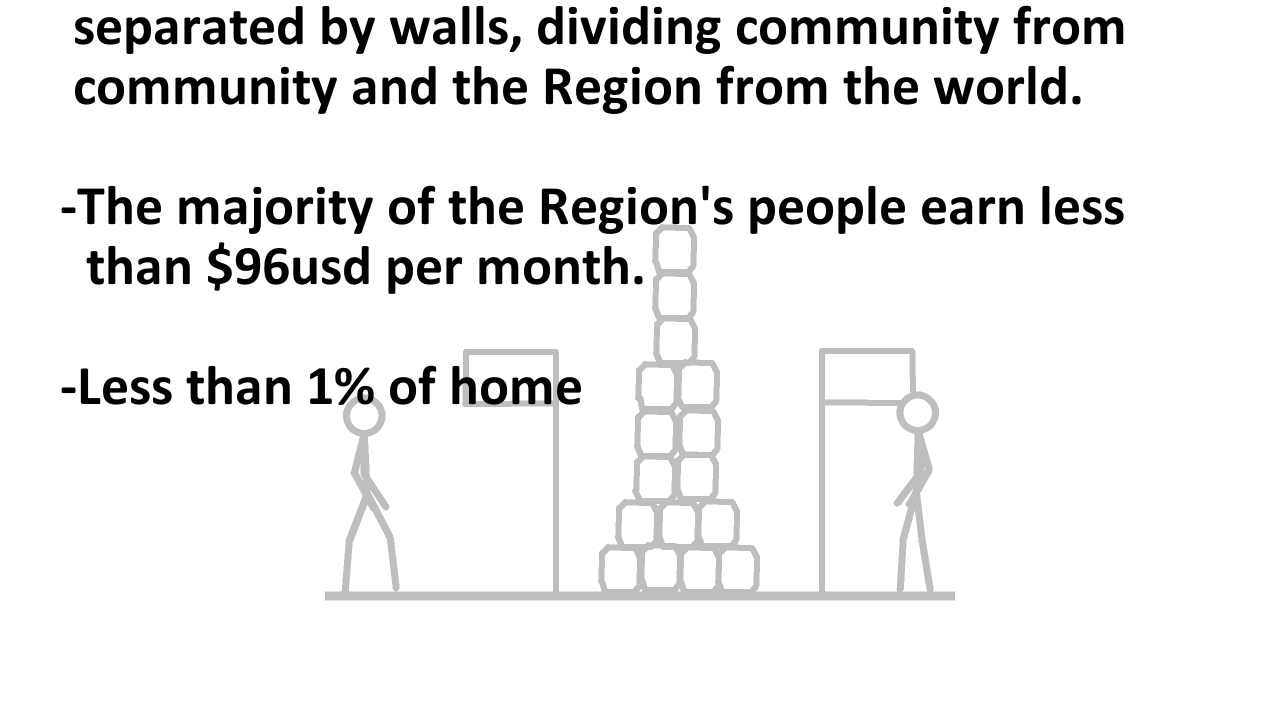 separated by walls, dividing community from
community and the Region from the world.
-The majority of the Region's people earn less
than $96usd per month.
-Less than 1% of home